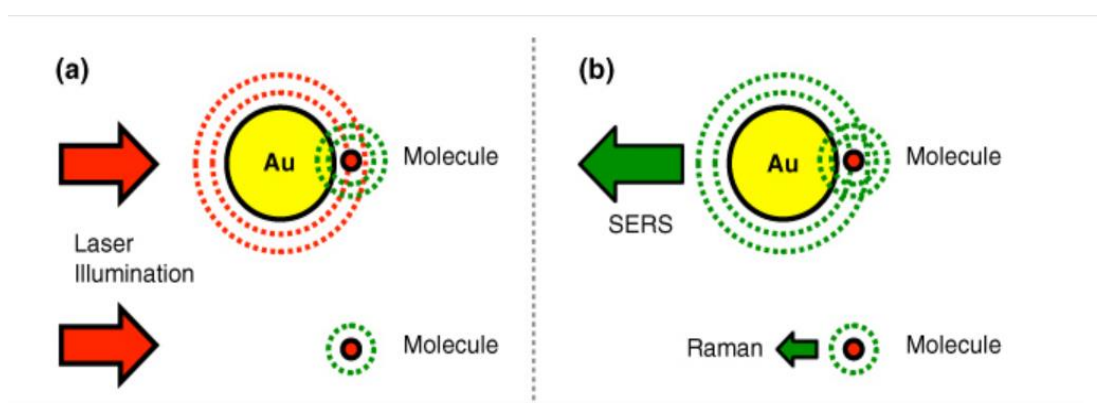 (a)
Au
Molecule
Laser
Illumination
Molecule
(b)
Au
Molecule
SERS
Raman
Molecule